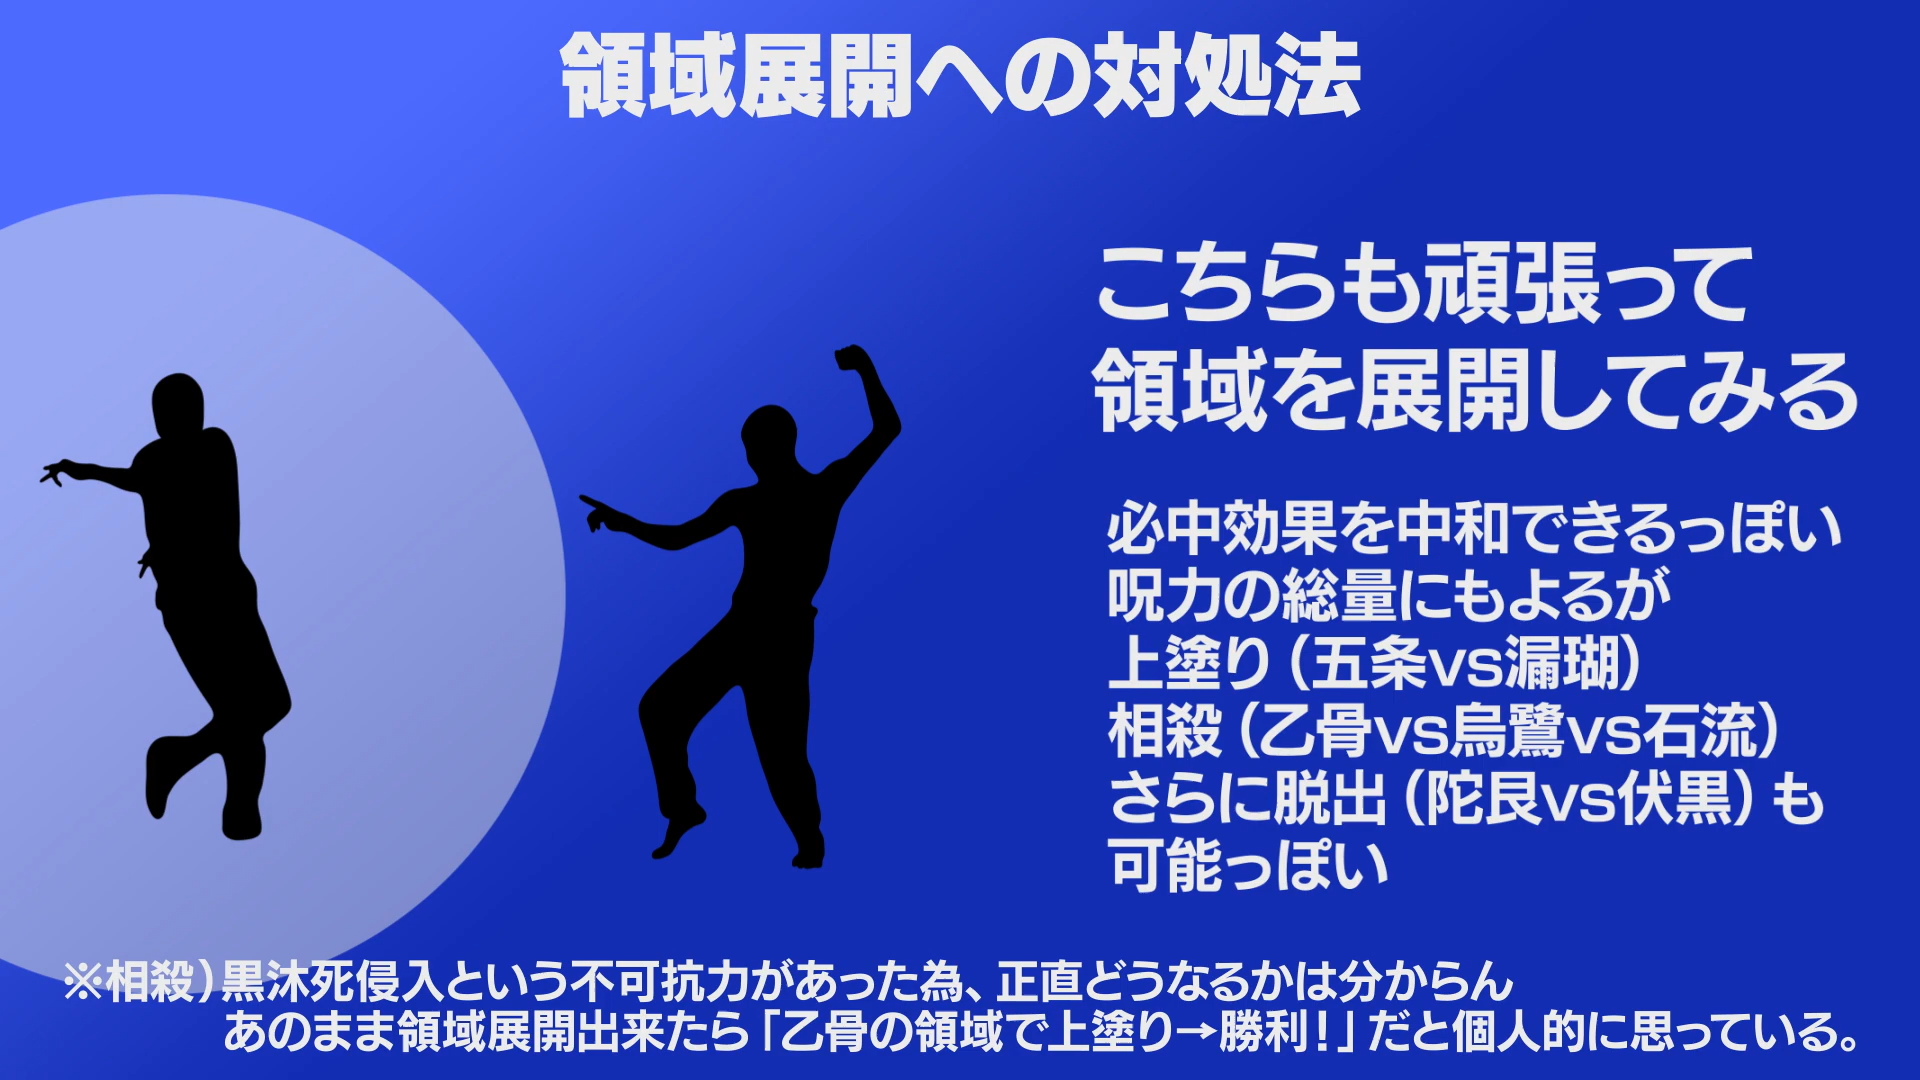 領域展開への対処法
こちらも頑張って
領域を展開してみる
必中効果を中和できるっぽい
呪力の総量にもよるが
上塗り（五条vs漏瑚）
相殺（乙骨vs烏鷺vs石流）
さらに脱出（陀艮vs伏黒）も
可能っぽい
※相殺）黒沐死侵入という不可抗力があった為、正直どうなるかは分からん
あのまま領域展開出来たら「乙骨の領域で上塗り→勝利！」だと個人的に思っている。